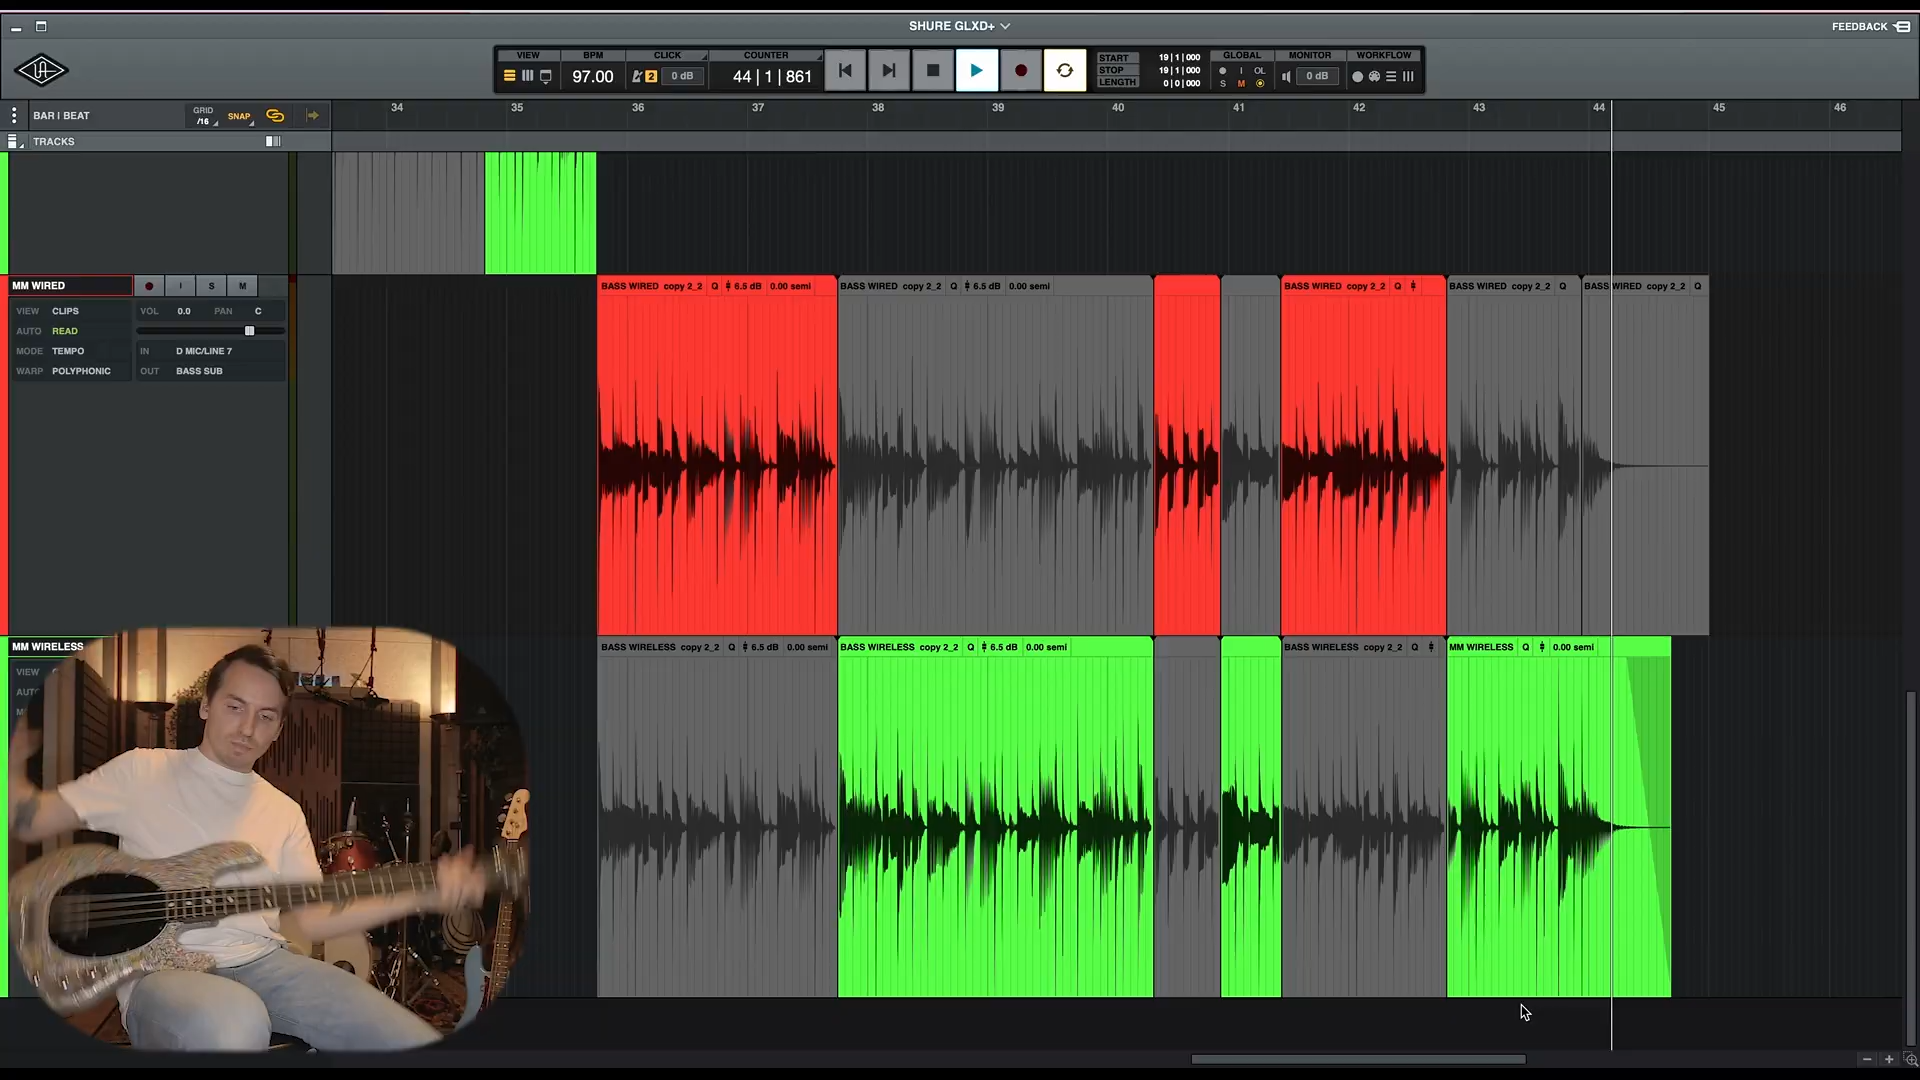 SHURE GLXD+
FEEDBACK
VIEW BPM CLICK COUNTER
97.00 2 0 dB 44 | 1 | 861
START 19 | 1 | 000
STOP 19 | 1 | 000
LENGTH 0 | 0 | 000
GLOBAL MONITOR WORKFLOW
I OL
S M
0 dB
BAR | BEAT GRID /16 SNAP
34 35 36 37 38 39 40 41 42 43 44 45 46
TRACKS
MM WIRED I S M
VIEW CLIPS VOL 0.0 PAN C
AUTO READ
MODE TEMPO IN D MIC/LINE 7
WARP POLYPHONIC OUT BASS SUB
BASS WIRED copy 2_2 Q 6.5 dB 0.00 semi
BASS WIRED copy 2_2 Q 6.5 dB 0.00 semi
BASS WIRED copy 2_2 Q
BASS WIRED copy 2_2 Q
BASS WIRED copy 2_2 Q
MM WIRELESS
VIEW
BASS WIRELESS copy 2_2 Q 6.5 dB 0.00 semi
BASS WIRELESS copy 2_2 Q 6.5 dB 0.00 semi
BASS WIRELESS copy 2_2 Q
MM WIRELESS Q 0.00 semi